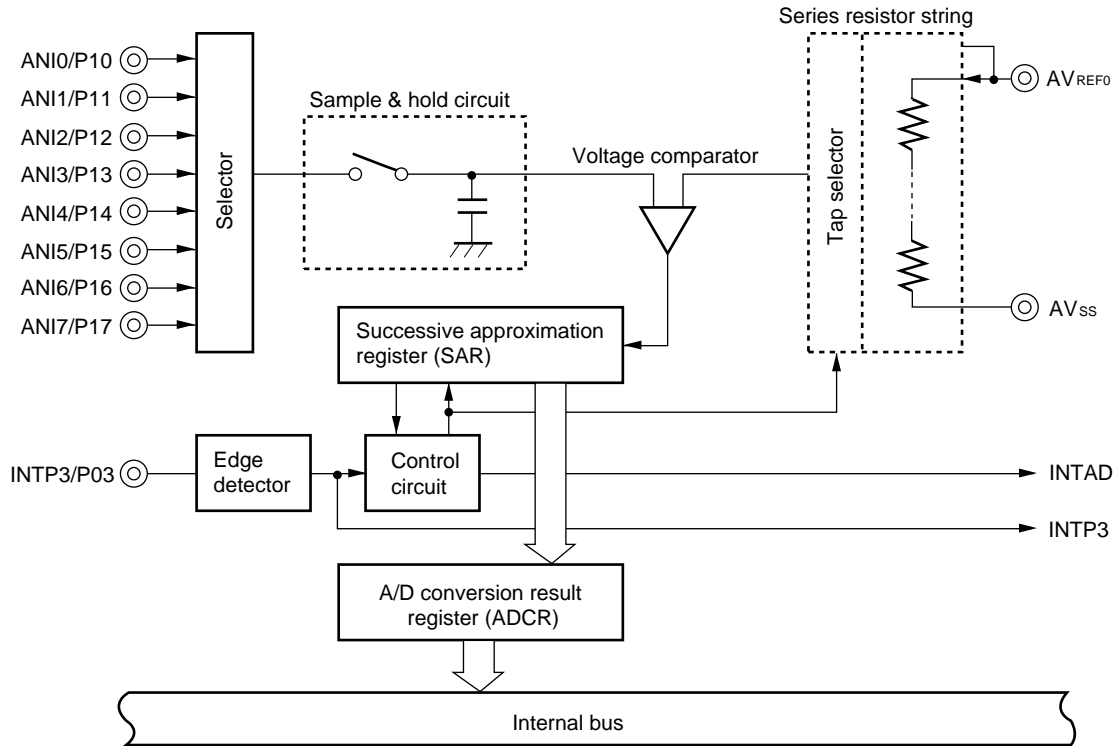 Series resistor string
ANI0/P10
ANI1/P11
ANI2/P12
ANI3/P13
ANI4/P14
ANI5/P15
ANI6/P16
ANI7/P17
Selector
Sample & hold circuit
Voltage comparator
Tap selector
AVREF0
AVSS
Successive approximation
register (SAR)
INTP3/P03
Edge
detector
Control
circuit
INTAD
INTP3
A/D conversion result
register (ADCR)
Internal bus